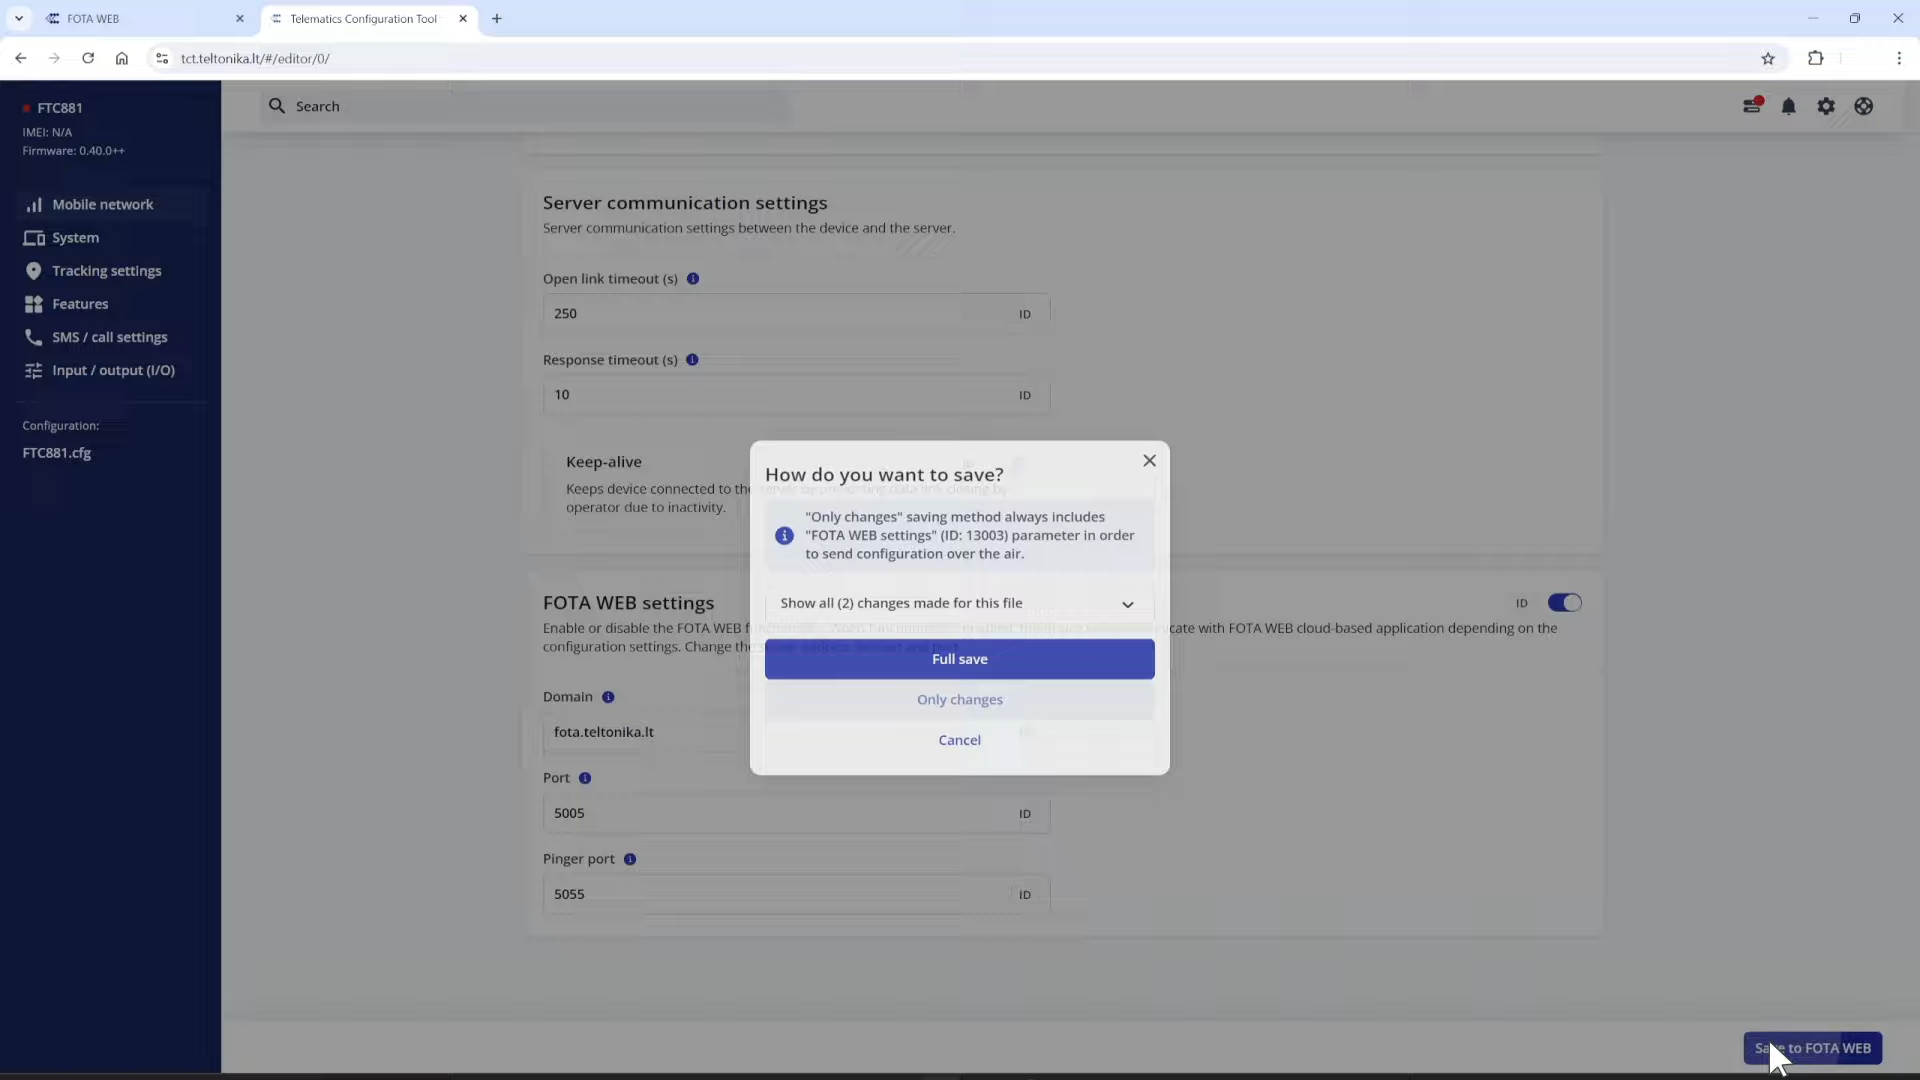 FOTA WEB
Telematics Configuration Tool
tct.teltonika.lt/#/editor/0/
FTC881
IMEI: N/A
Firmware: 0.40.0++
Search
Mobile network
System
Tracking settings
Features
SMS / call settings
Input / output (I/O)
Configuration:
FTC881.cfg
Server communication settings
Server communication settings between the device and the server.
Open link timeout (s)
250 ID
Response timeout (s)
10 ID
Keep-alive
Keeps device connected to the
operator due to inactivity.
How do you want to save?
"Only changes" saving method always includes
"FOTA WEB settings" (ID: 13003) parameter in order
to send configuration over the air.
Show all (2) changes made for this file
Full save
Only changes
Cancel
FOTA WEB settings ID
Enable or disable the FOTA WEB with FOTA WEB cloud-based application depending on the
configuration settings. Change the
Domain
fota.teltonika.lt
Port
5005 ID
Pinger port
5055 ID
Save to FOTA WEB